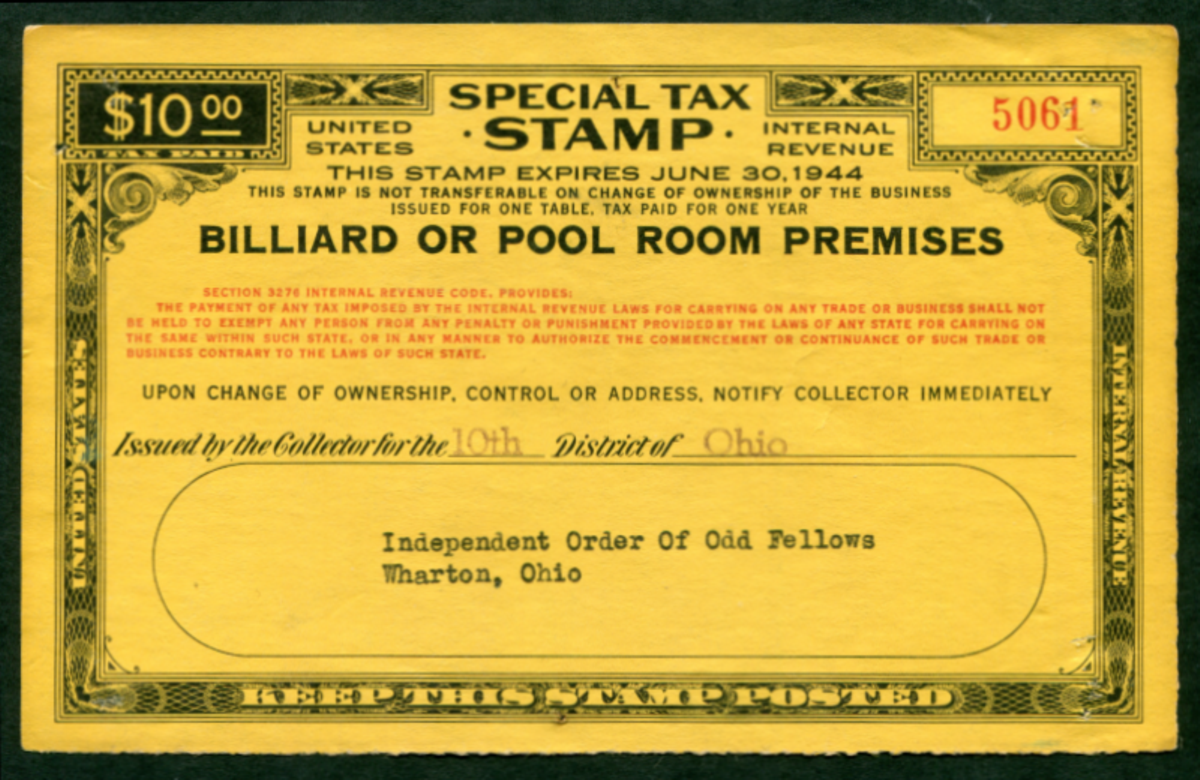 $10 00
TAX PAID
SPECIAL TAX
· STAMP ·
UNITED STATES
INTERNAL REVENUE
5061
THIS STAMP EXPIRES JUNE 30, 1944
THIS STAMP IS NOT TRANSFERABLE ON CHANGE OF OWNERSHIP OF THE BUSINESS
ISSUED FOR ONE TABLE, TAX PAID FOR ONE YEAR
BILLIARD OR POOL ROOM PREMISES
SECTION 3276 INTERNAL REVENUE CODE, PROVIDES:
THE PAYMENT OF ANY TAX IMPOSED BY THE INTERNAL REVENUE LAWS FOR CARRYING ON ANY TRADE OR BUSINESS SHALL NOT
BE HELD TO EXEMPT ANY PERSON FROM ANY PENALTY OR PUNISHMENT PROVIDED BY THE LAWS OF ANY STATE FOR CARRYING ON
THE SAME WITHIN SUCH STATE, OR IN ANY MANNER TO AUTHORIZE THE COMMENCEMENT OR CONTINUANCE OF SUCH TRADE OR
BUSINESS CONTRARY TO THE LAWS OF SUCH STATE.
UPON CHANGE OF OWNERSHIP, CONTROL OR ADDRESS, NOTIFY COLLECTOR IMMEDIATELY
Issued by the Collector for the 10th District of Ohio
Independent Order Of Odd Fellows
Wharton, Ohio
UNITED STATES
INTERNAL REVENUE
KEEP THIS STAMP POSTED